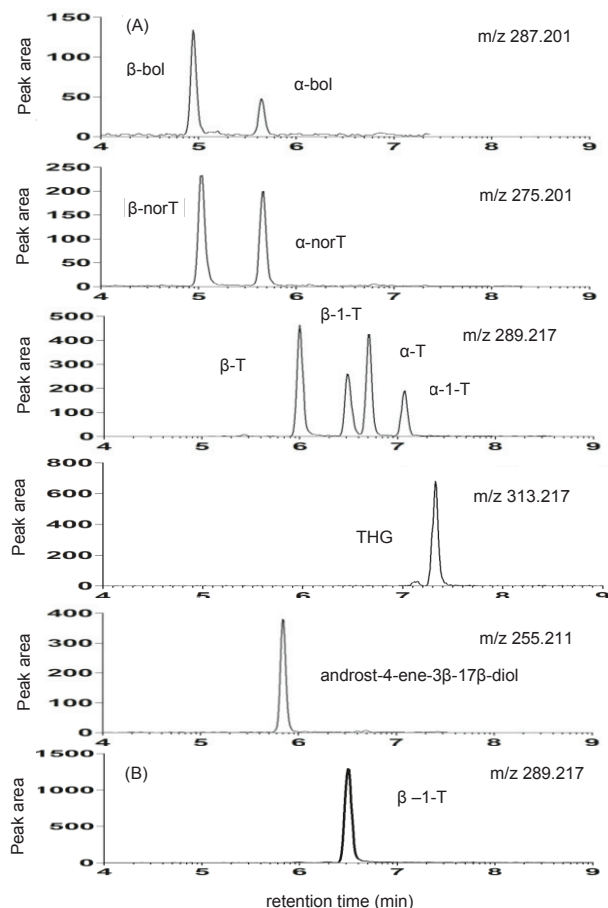 (A)
m/z 287.201
β-bol
α-bol
Peak area
150
100
50
0
4 5 6 7 8 9
250
200
150
100
50
0
Peak area
β-norT
α-norT
m/z 275.201
4 5 6 7 8 9
500
400
300
200
100
0
Peak area
β-T
β-1-T
α-T
α-1-T
m/z 289.217
4 5 6 7 8 9
800
600
400
200
0
Peak area
THG
m/z 313.217
4 5 6 7 8 9
400
300
200
100
0
Peak area
m/z 255.211
androst-4-ene-3β-17β-diol
4 5 6 7 8 9
(B)
1500
1000
500
0
Peak area
m/z 289.217
β –1-T
4 5 6 7 8 9
retention time (min)